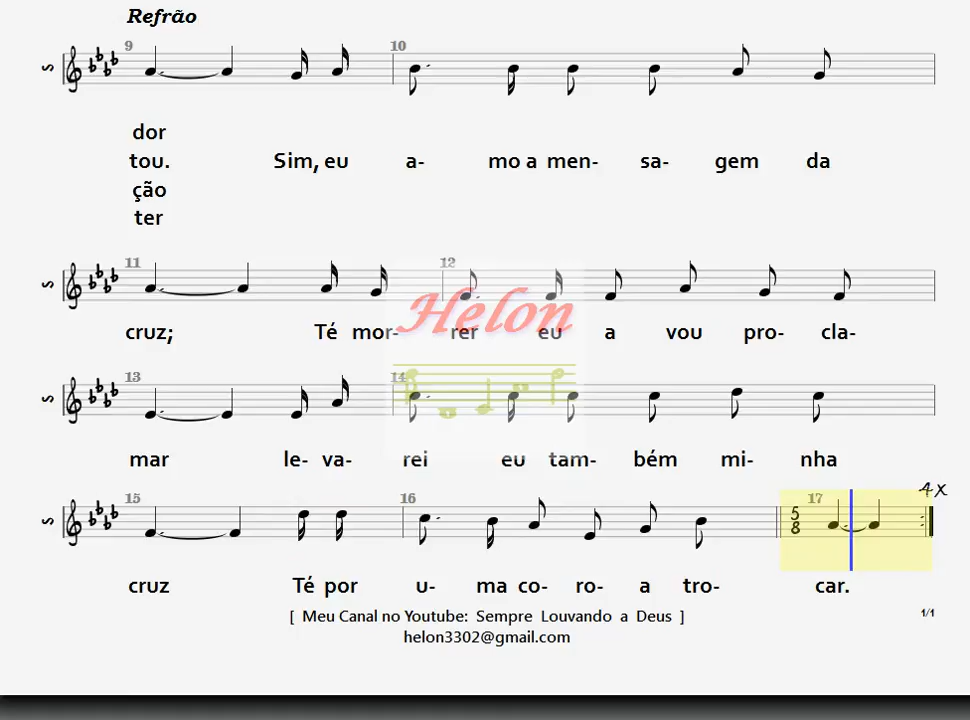 Refrão
9 10
S
dor
tou. Sim, eu a- mo a men- sa- gem da
ção
ter
11 12
S
Helon
cruz; Té mor- rer eu a vou pro- cla-
13 14
S
mar le- va- rei eu tam- bém mi- nha
4x
15 16 17
S 5 8
cruz Té por u- ma co- ro- a tro- car.
[ Meu Canal no Youtube: Sempre Louvando a Deus ] 1/1
helon3302@gmail.com